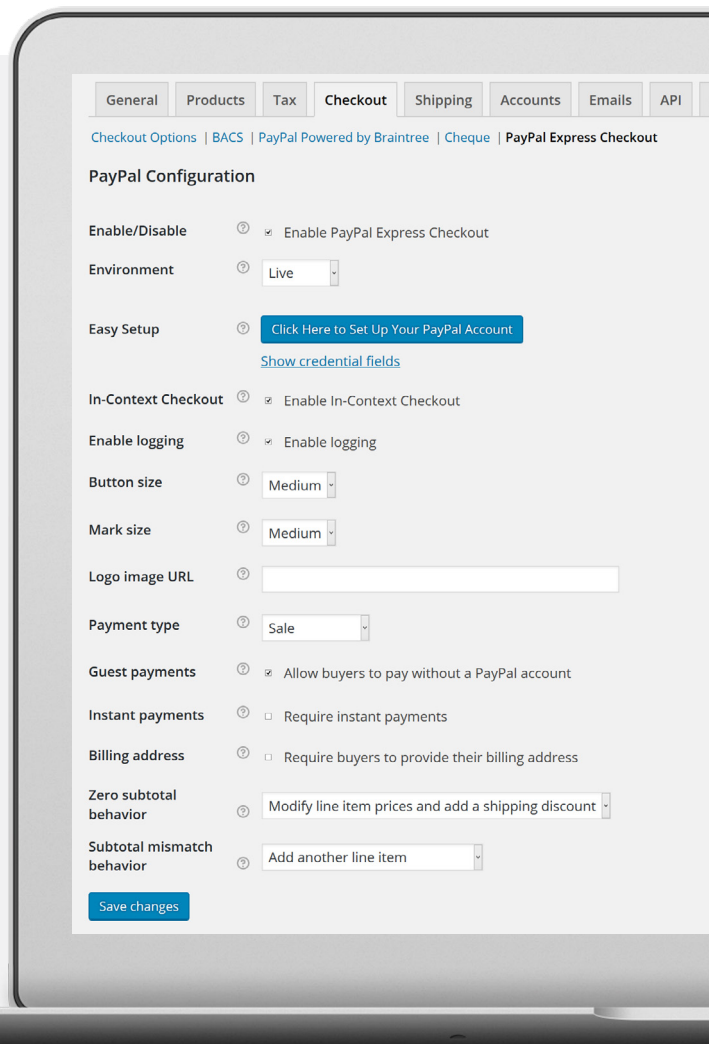 General Products Tax Checkout Shipping Accounts Emails API
Checkout Options | BACS | PayPal Powered by Braintree | Cheque | PayPal Express Checkout
PayPal Configuration
Enable/Disable Enable PayPal Express Checkout
Environment Live
Easy Setup Click Here to Set Up Your PayPal Account
Show credential fields
In-Context Checkout Enable In-Context Checkout
Enable logging Enable logging
Button size Medium
Mark size Medium
Logo image URL
Payment type Sale
Guest payments Allow buyers to pay without a PayPal account
Instant payments Require instant payments
Billing address Require buyers to provide their billing address
Zero subtotal
behavior Modify line item prices and add a shipping discount
Subtotal mismatch
behavior Add another line item
Save changes